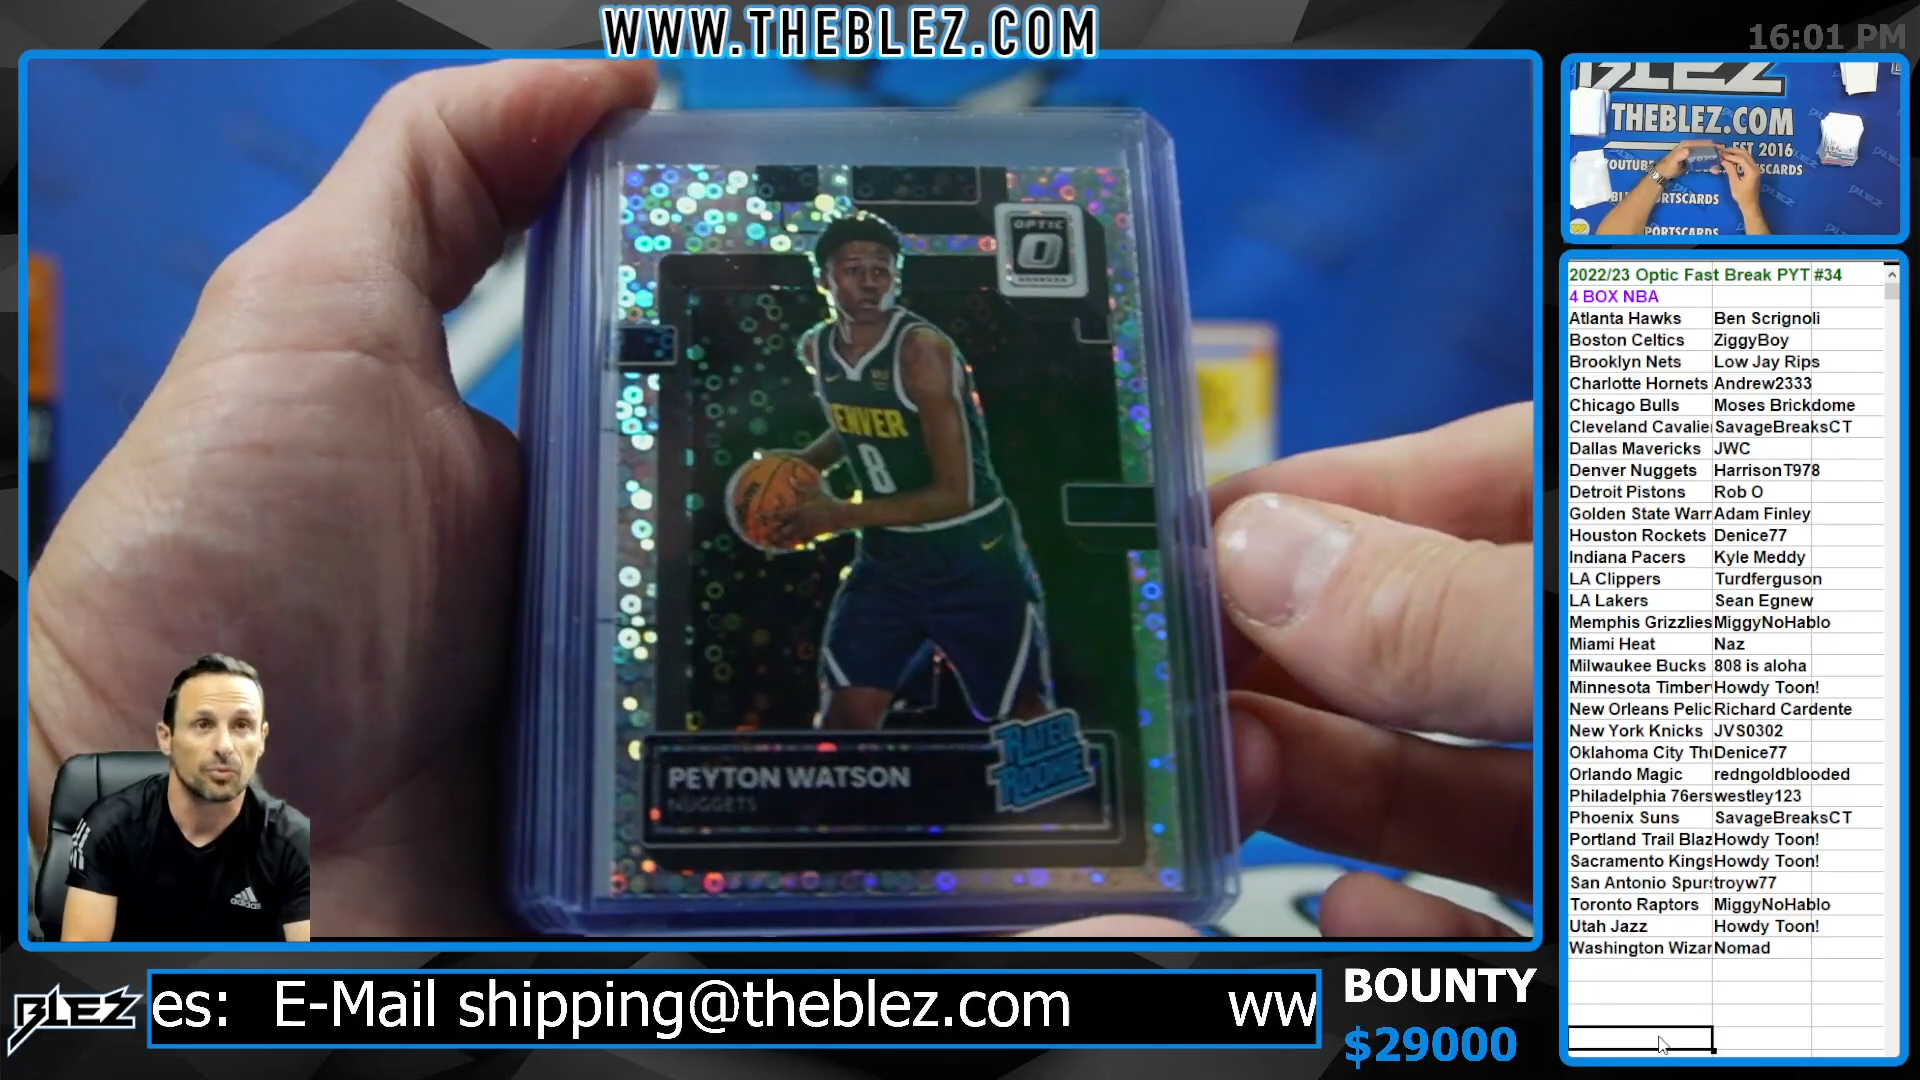 WWW.THEBLEZ.COM
16:01 PM
BLEZ
THEBLEZ.COM
EST 2016
OPTIC
DENVER
8
PEYTON WATSON
NUGGETS
RATED
ROOKIE
adidas
2022/23 Optic Fast Break PYT #34
4 BOX NBA
Atlanta Hawks Ben Scrignoli
Boston Celtics ZiggyBoy
Brooklyn Nets Low Jay Rips
Charlotte Hornets Andrew2333
Chicago Bulls Moses Brickdome
Cleveland Cavalie SavageBreaksCT
Dallas Mavericks JWC
Denver Nuggets HarrisonT978
Detroit Pistons Rob O
Golden State Warr Adam Finley
Houston Rockets Denice77
Indiana Pacers Kyle Meddy
LA Clippers Turdferguson
LA Lakers Sean Egnew
Memphis Grizzlies MiggyNoHablo
Miami Heat Naz
Milwaukee Bucks 808 is aloha
Minnesota Timber Howdy Toon!
New Orleans Pelic Richard Cardente
New York Knicks JVS0302
Oklahoma City Th Denice77
Orlando Magic redngoldblooded
Philadelphia 76ers westley123
Phoenix Suns SavageBreaksCT
Portland Trail Blaz Howdy Toon!
Sacramento Kings Howdy Toon!
San Antonio Spurs troyw77
Toronto Raptors MiggyNoHablo
Utah Jazz Howdy Toon!
Washington Wizar Nomad
BLEZ
es: E-Mail shipping@theblez.com ww
BOUNTY
$29000